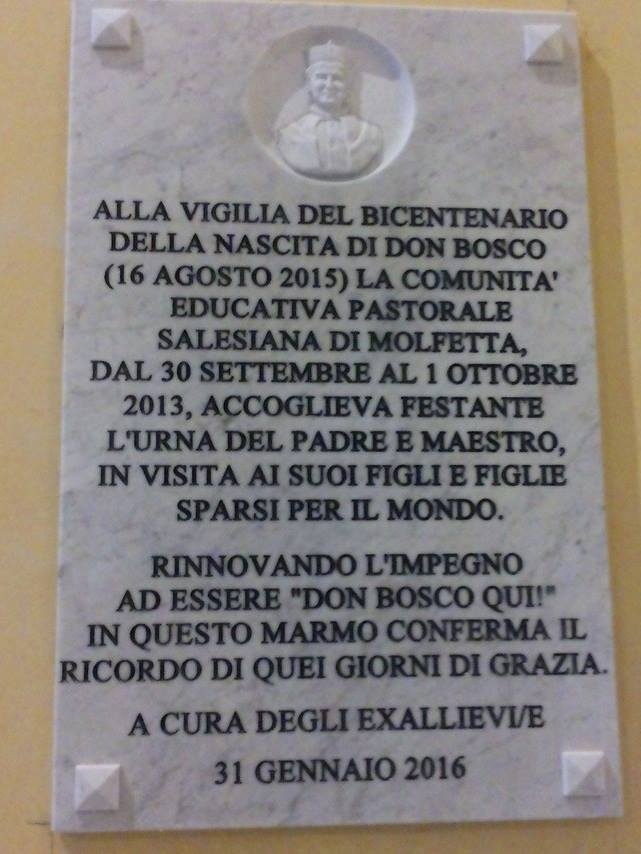 ALLA VIGILIA DEL BICENTENARIO
DELLA NASCITA DI DON BOSCO
(16 AGOSTO 2015) LA COMUNITA'
EDUCATIVA PASTORALE
SALESIANA DI MOLFETTA,
DAL 30 SETTEMBRE AL 1 OTTOBRE
2013, ACCOGLIEVA FESTANTE
L'URNA DEL PADRE E MAESTRO,
IN VISITA AI SUOI FIGLI E FIGLIE
SPARSI PER IL MONDO.
RINNOVANDO L'IMPEGNO
AD ESSERE "DON BOSCO QUI!"
IN QUESTO MARMO CONFERMA IL
RICORDO DI QUEI GIORNI DI GRAZIA.
A CURA DEGLI EXALLIEVI/E
31 GENNAIO 2016